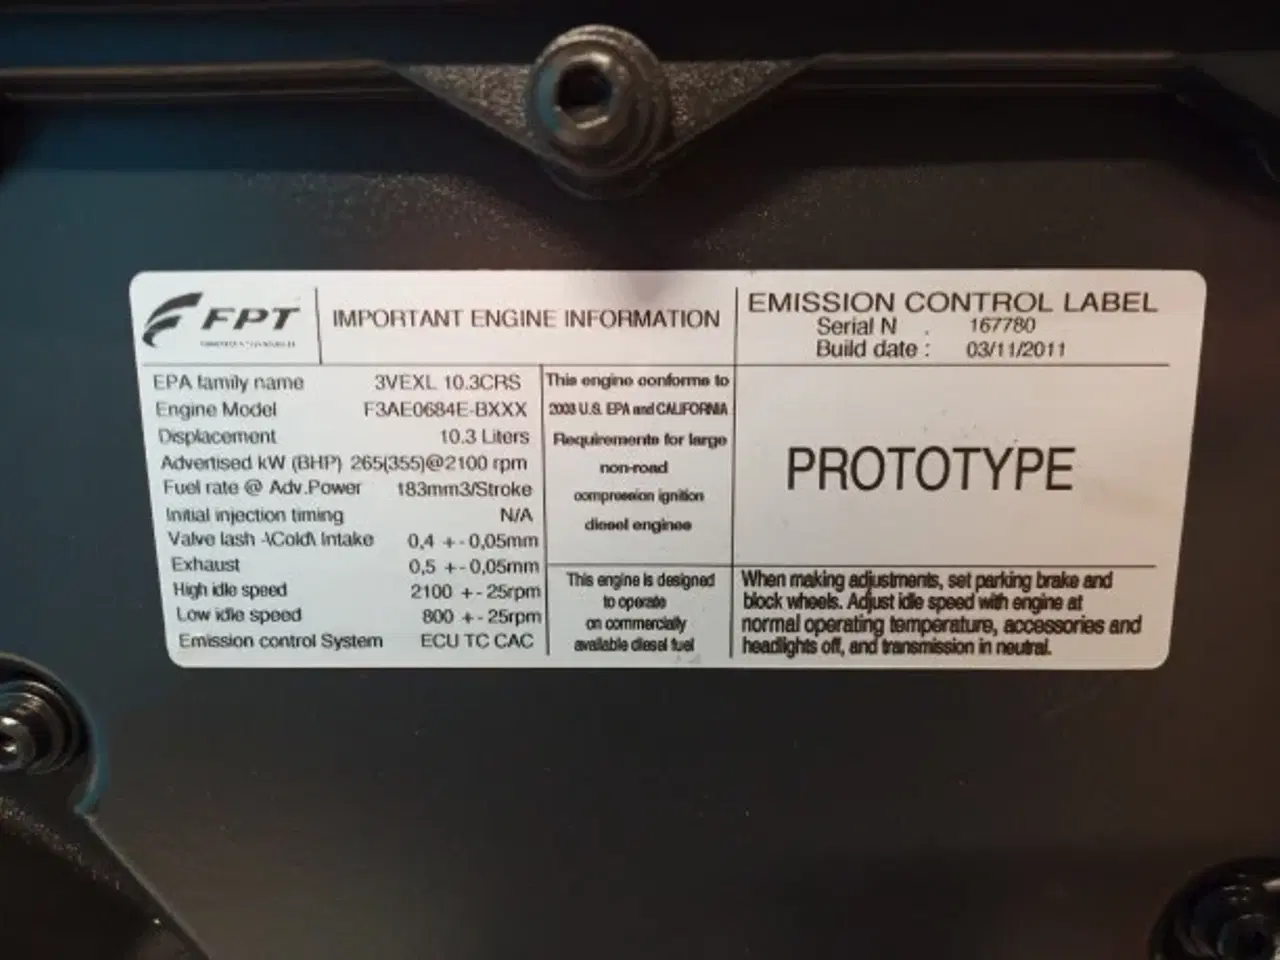 FPT
IMPORTANT ENGINE INFORMATION
EMISSION CONTROL LABEL
Serial N . 167780
Build date : 03/11/2011
EPA family name 3VEXL 10.3CRS
Engine Model F3AE0684E-BXXX
Displacement 10.3 Liters
Advertised kW (BHP) 265(355)@2100 rpm
Fuel rate @ Adv.Power 183mm3/Stroke
Initial injection timing N/A
Valve lash -\Cold\ Intake 0,4 +-0,05mm
Exhaust 0,5 +-0,05mm
High idle speed 2100 +-25rpm
Low idle speed 800 +-25rpm
Emission control System ECU TC CAC
This engine conforms to
2003 U.S. EPA and CALIFORNIA
Requirements for large
non-road
compression ignition
diesel engines
This engine is designed
to operate
on commercially
available diesel fuel
PROTOTYPE
When making adjustments, set parking brake and
block wheels. Adjust idle speed with engine at
normal operating temperature, accessories and
headlights off, and transmission in neutral.